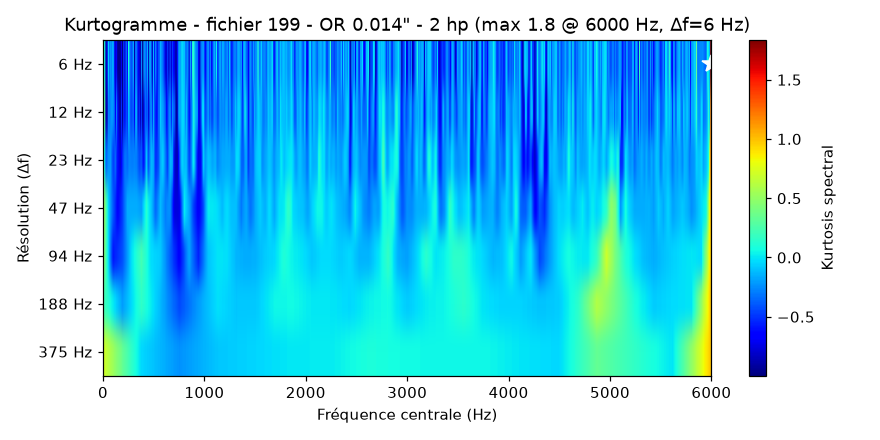 Kurtogramme - fichier 199 - OR 0.014" - 2 hp (max 1.8 @ 6000 Hz, Δf=6 Hz)
6 Hz
12 Hz
23 Hz
47 Hz
94 Hz
188 Hz
375 Hz
Résolution (Δf)
0 1000 2000 3000 4000 5000 6000
Fréquence centrale (Hz)
1.5
1.0
0.5
0.0
−0.5
Kurtosis spectral